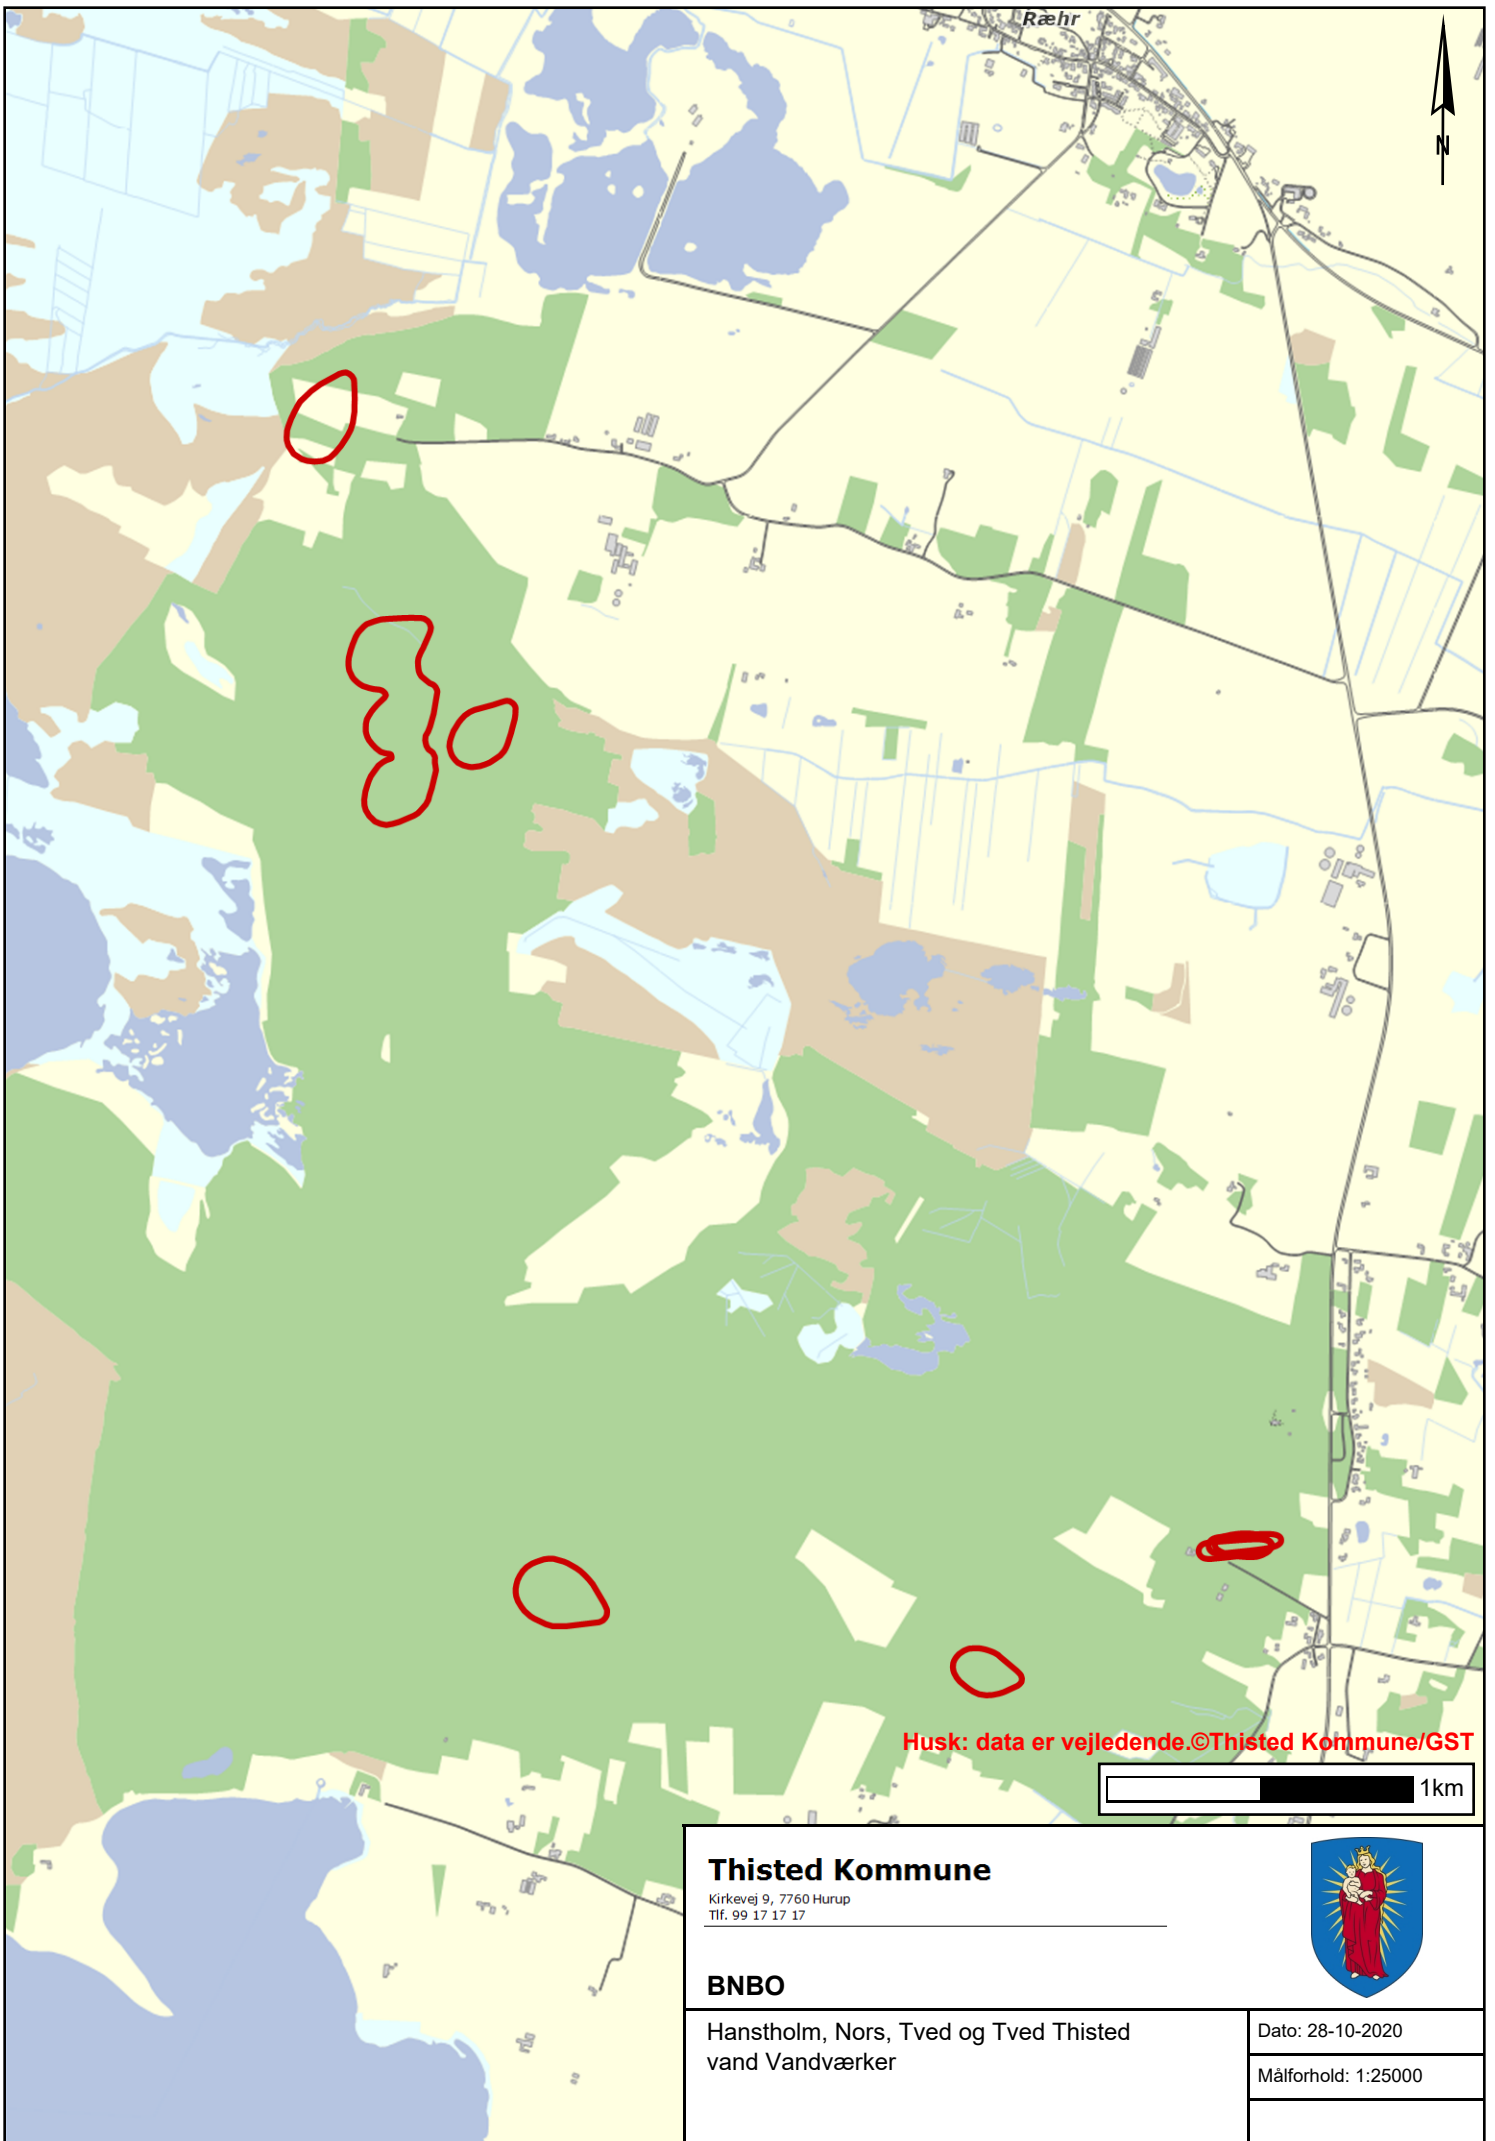 Ræhr
N
Husk: data er vejledende.©Thisted Kommune/GST
1km
Thisted Kommune
Kirkevej 9, 7760 Hurup
Tlf. 99 17 17 17
BNBO
Hanstholm, Nors, Tved og Tved Thisted
vand Vandværker
Dato: 28-10-2020
Målforhold: 1:25000